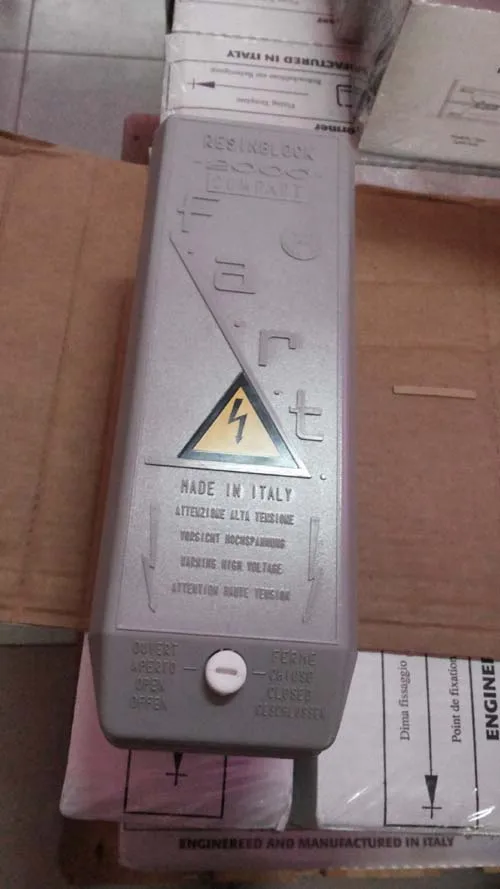 MANUFACTURED IN ITALY
Fixing Template
RESINBLOCK
2000
COMPACT
F
a
r
t
MADE IN ITALY
ATTENZIONE ALTA TENSIONE
VORSICHT HOCHSPANNUNG
WARNING HIGH VOLTAGE
ATTENTION HAUTE TENSION
OUVERT
APERTO
OPEN
OFFEN
FERME
CHIUSO
CLOSED
GESCHLOSSEN
Dima fissaggio
Point de fixation
ENGINEERED AND MANUFACTURED IN ITALY